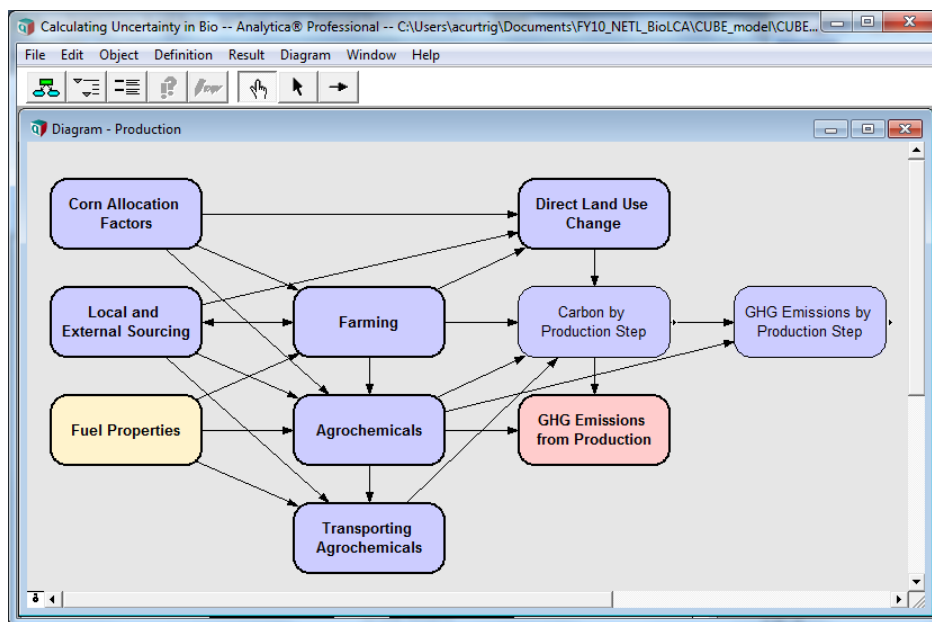 Calculating Uncertainty in Bio -- Analytica® Professional -- C:\Users\acurtrig\Documents\FY10_NETL_BioLCA\CUBE_model\CUBE...
File Edit Object Definition Result Diagram Window Help
Diagram - Production
Corn Allocation
Factors
Direct Land Use
Change
Local and
External Sourcing
Farming
Carbon by
Production Step
GHG Emissions by
Production Step
Fuel Properties
Agrochemicals
GHG Emissions
from Production
Transporting
Agrochemicals